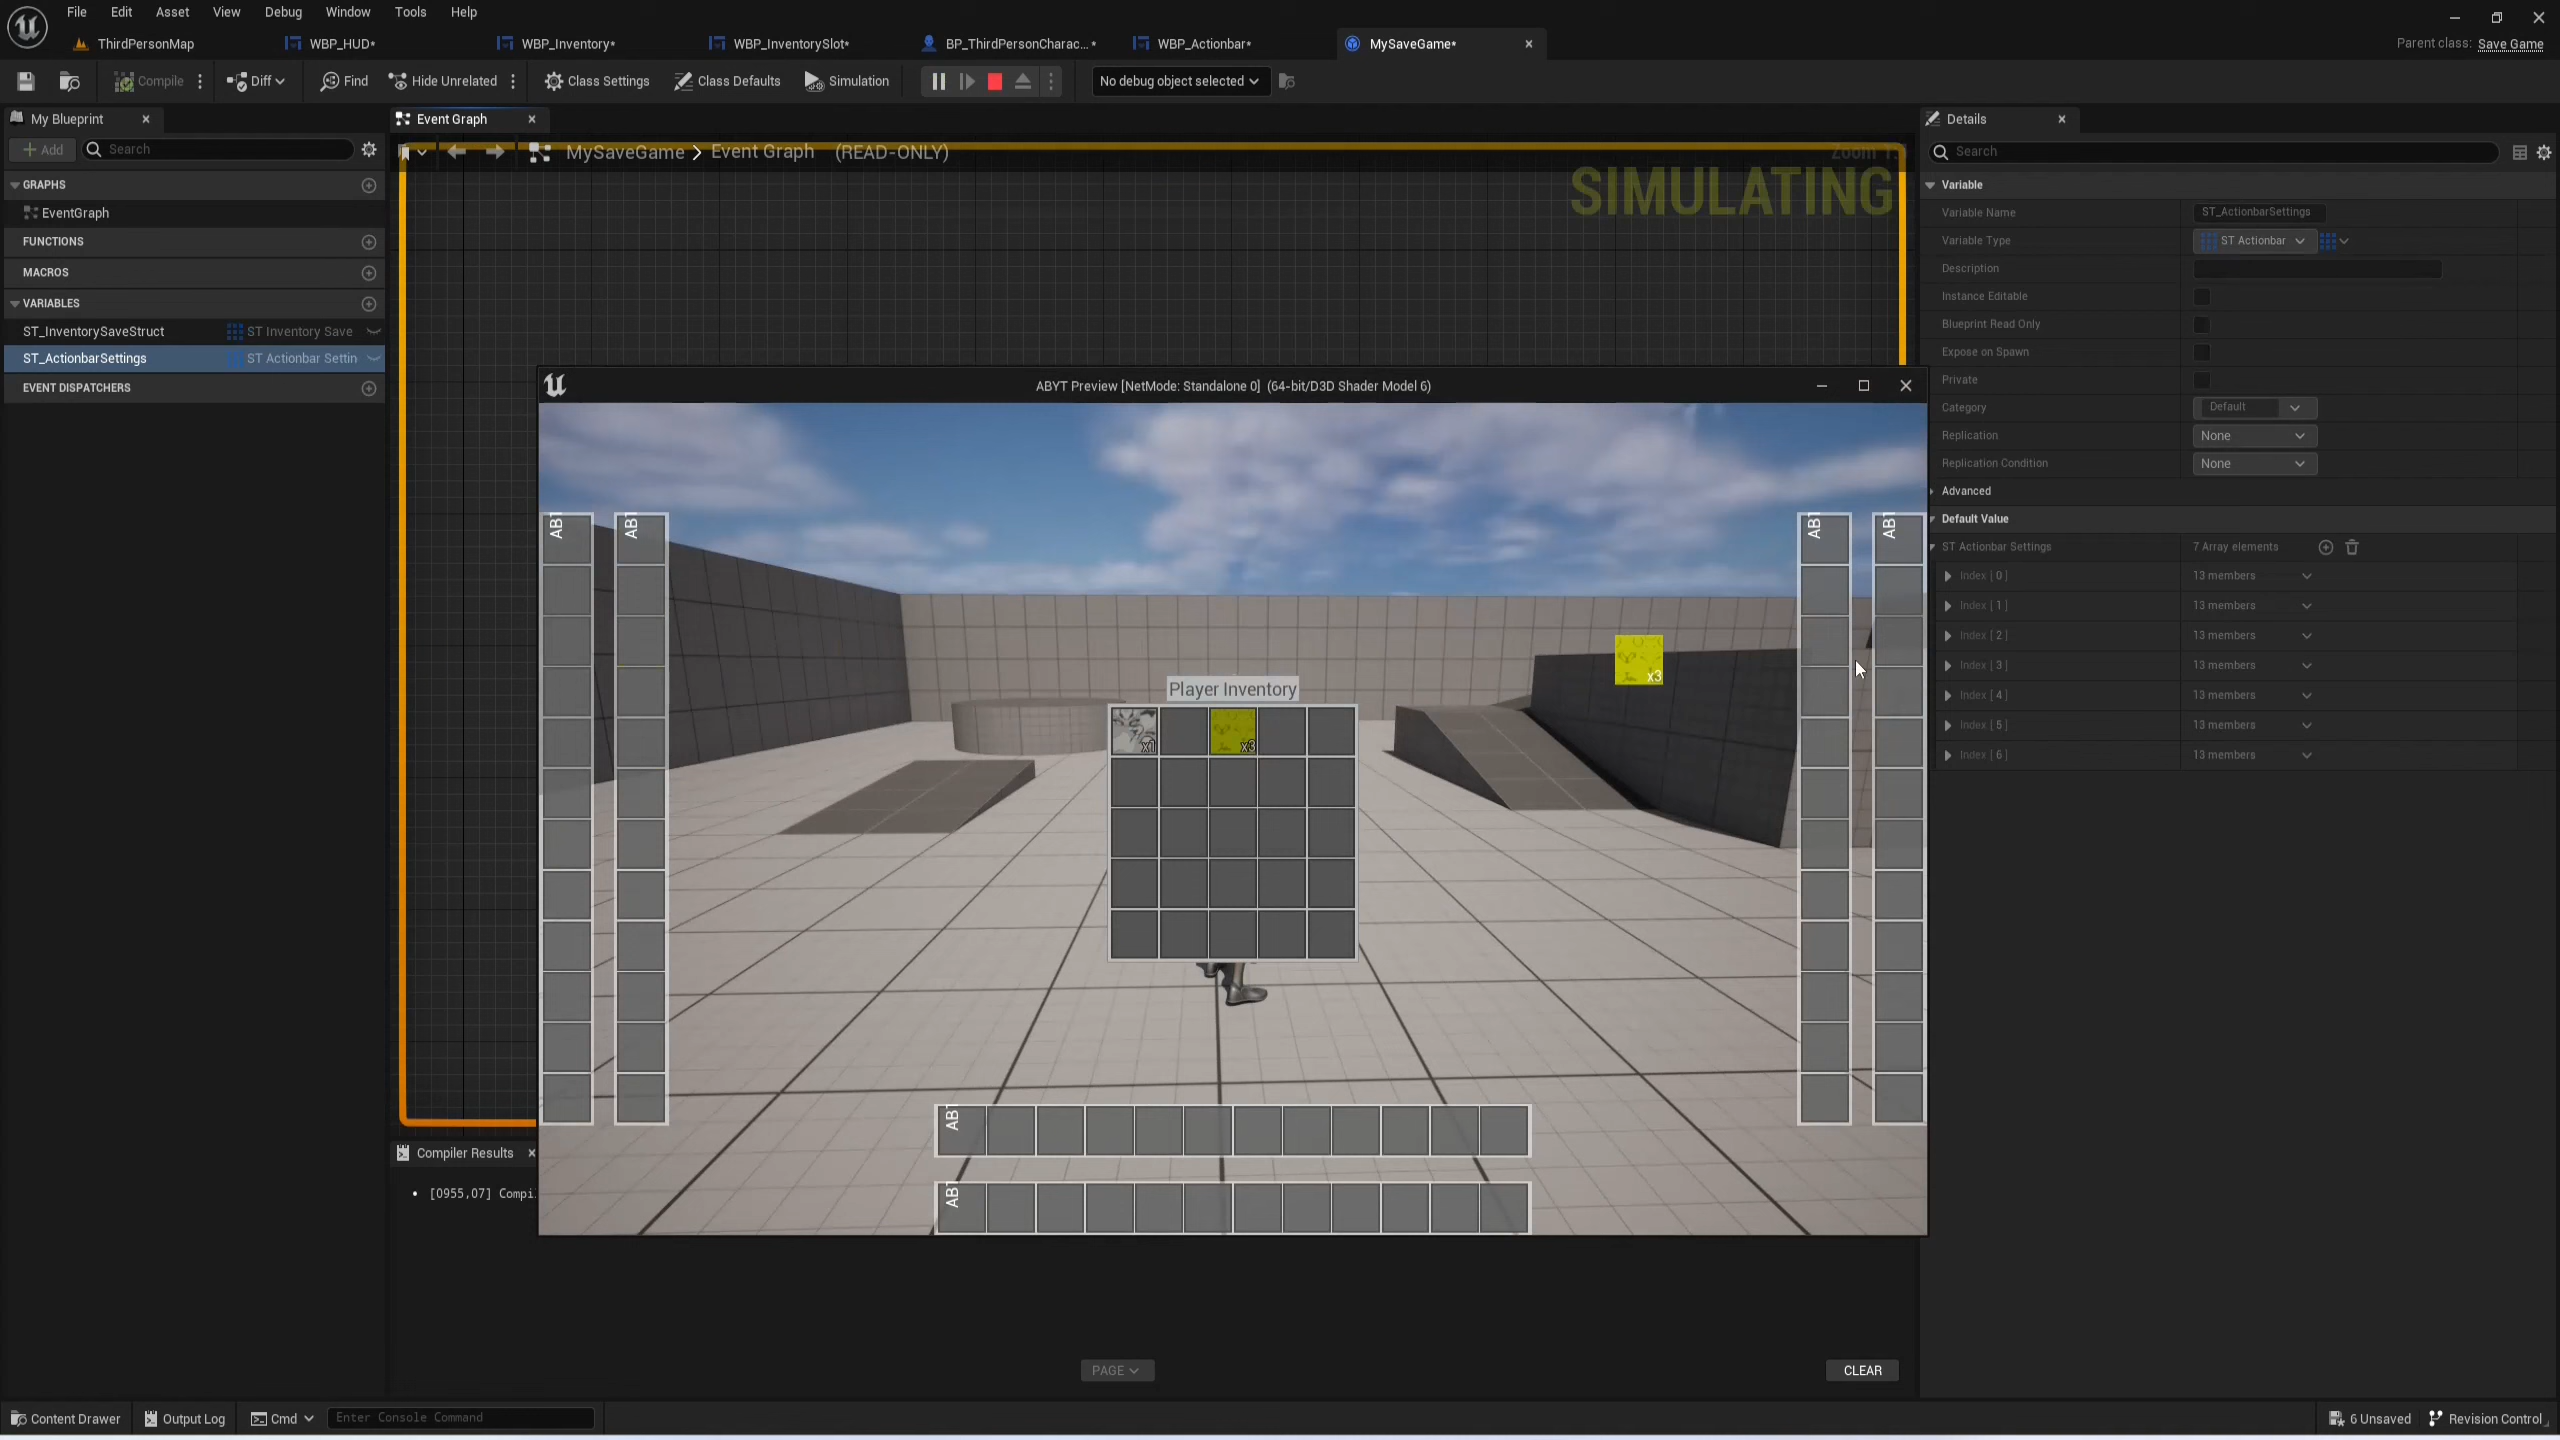 File Edit Asset View Debug Window Tools Help
ThirdPersonMap WBP_HUD* WBP_Inventory* WBP_InventorySlot* BP_ThirdPersonCharac...* WBP_Actionbar* MySaveGame*
Parent class: Save Game
Compile Diff Find Hide Unrelated Class Settings Class Defaults Simulation No debug object selected
My Blueprint
Event Graph
Details
Add Search
MySaveGame > Event Graph (READ-ONLY)
Search
SIMULATING
GRAPHS
EventGraph
FUNCTIONS
MACROS
VARIABLES
ST_InventorySaveStruct ST Inventory Save
ST_ActionbarSettings ST Actionbar Settin
EVENT DISPATCHERS
Variable
Variable Name ST_ActionbarSettings
Variable Type ST Actionbar
Description
Instance Editable
Blueprint Read Only
Expose on Spawn
Private
Category Default
Replication None
Replication Condition None
Advanced
Default Value
ST Actionbar Settings 7 Array elements
Index [ 0 ] 13 members
Index [ 1 ] 13 members
Index [ 2 ] 13 members
Index [ 3 ] 13 members
Index [ 4 ] 13 members
Index [ 5 ] 13 members
Index [ 6 ] 13 members
ABYT Preview [NetMode: Standalone 0] (64-bit/D3D Shader Model 6)
x3
Player Inventory
x1 x3
Compiler Results
[0955,07] Compi
PAGE
CLEAR
Content Drawer Output Log Cmd Enter Console Command
6 Unsaved Revision Control